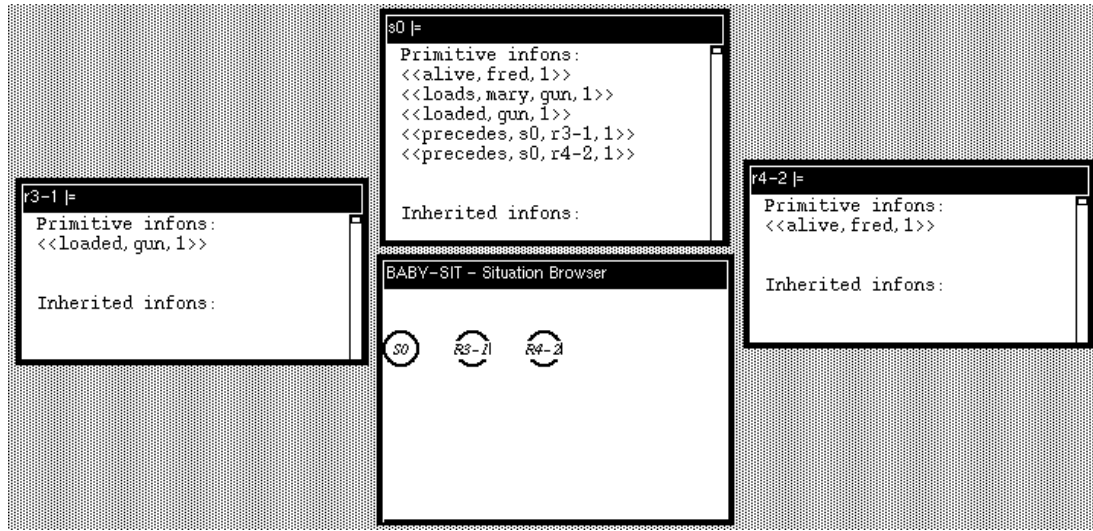 s0 |=
Primitive infons:
<<alive,fred,1>>
<<loads,mary,gun,1>>
<<loaded,gun,1>>
<<precedes,s0,r3-1,1>>
<<precedes,s0,r4-2,1>>
Inherited infons:
r3-1 |=
Primitive infons:
<<loaded,gun,1>>
Inherited infons:
r4-2 |=
Primitive infons:
<<alive,fred,1>>
Inherited infons:
BABY-SIT - Situation Browser
S0 R3-1 R4-2